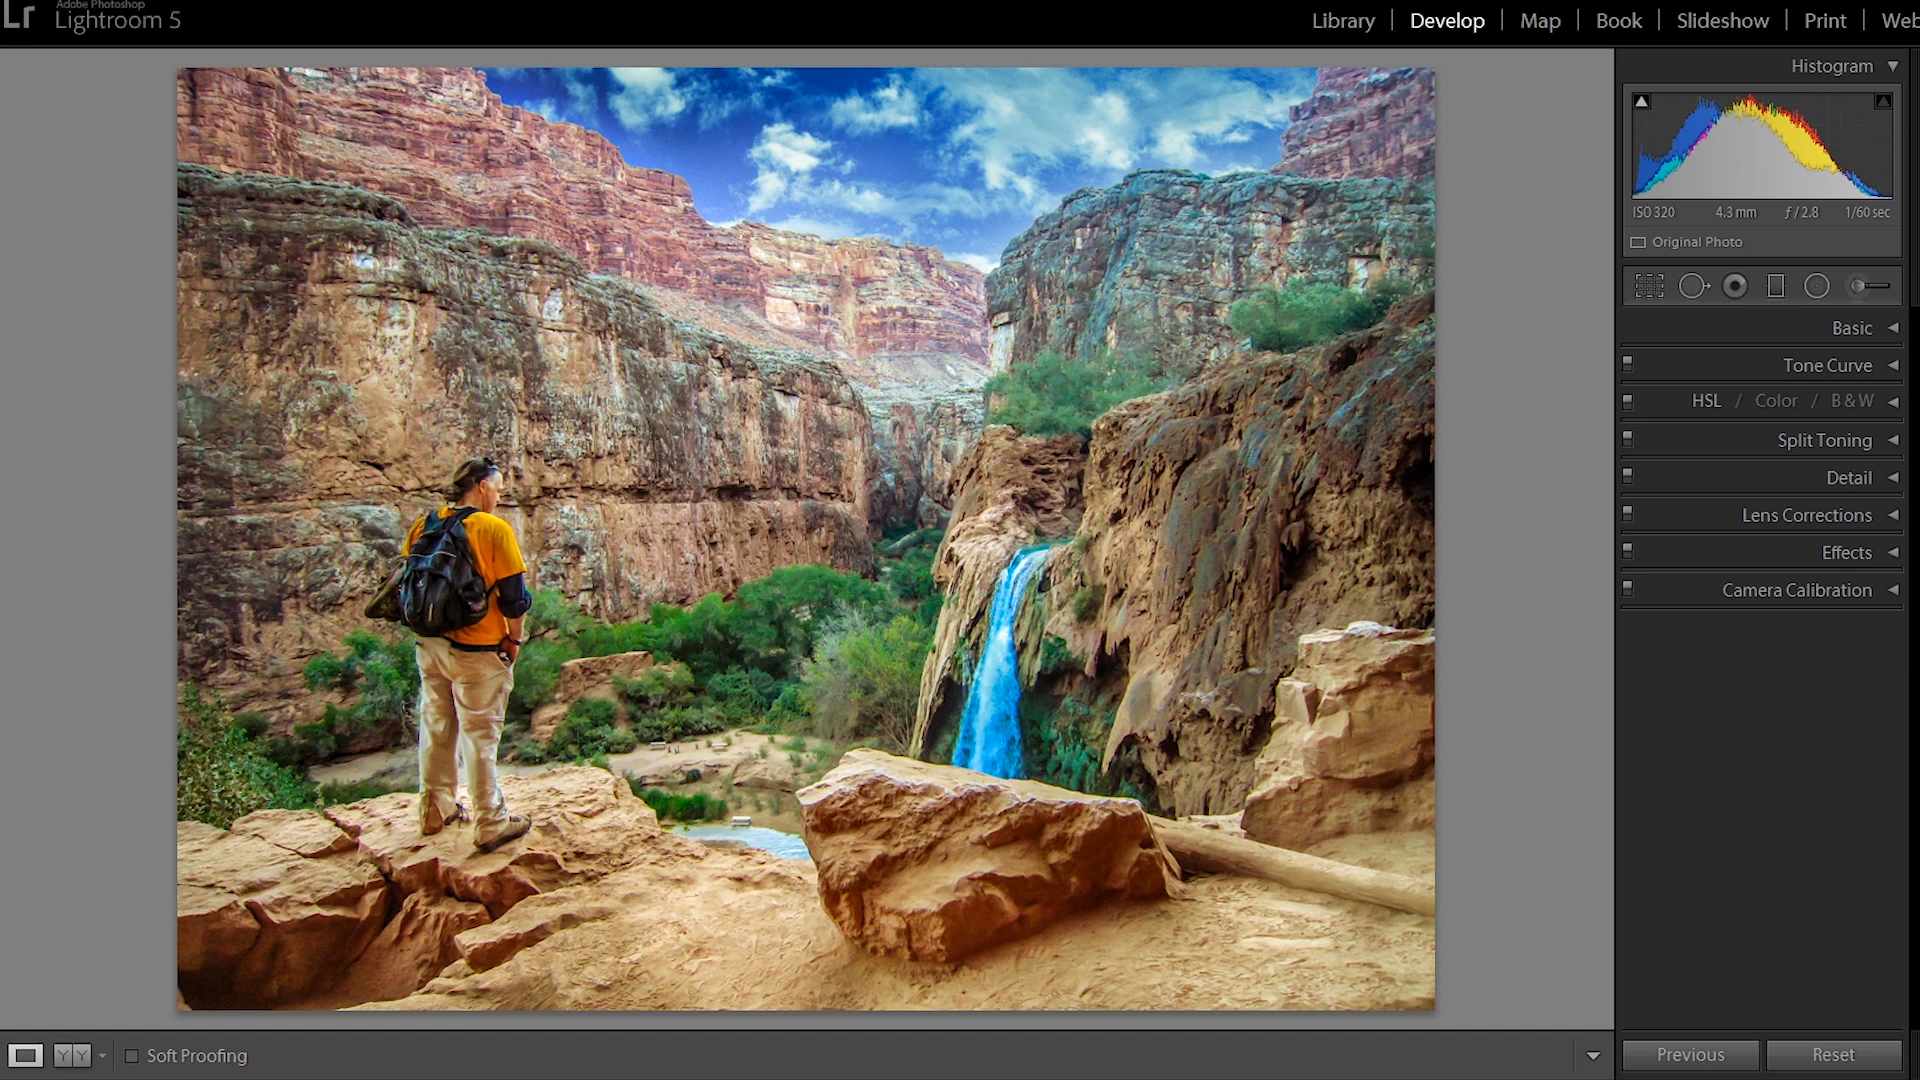 Lr Adobe Photoshop
Lightroom 5
Library | Develop | Map | Book | Slideshow | Print | Web
Histogram
ISO 320 4.3 mm ƒ / 2.8 1/60 sec
Original Photo
Basic
Tone Curve
HSL / Color / B & W
Split Toning
Detail
Lens Corrections
Effects
Camera Calibration
Y Y Soft Proofing
Previous Reset